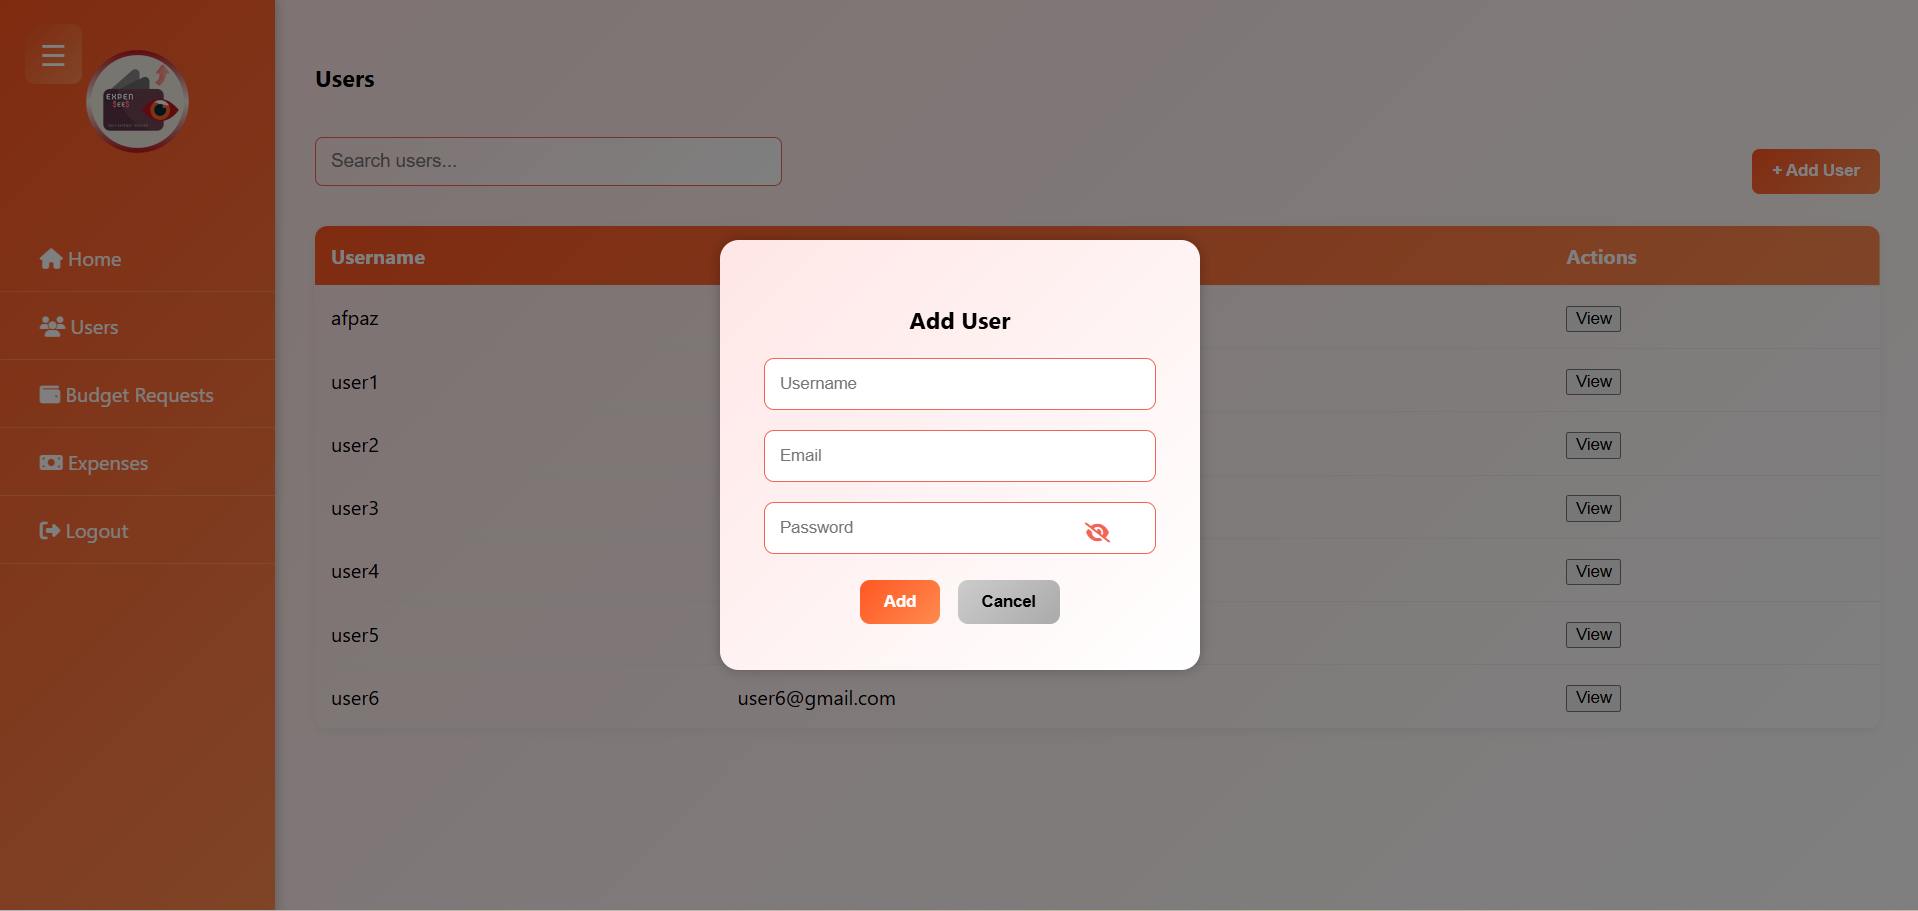 EXPEN
$EE$
Home
Users
Budget Requests
Expenses
Logout
Users
Search users...
+ Add User
Username
Actions
afpaz
View
user1
View
user2
View
user3
View
user4
View
user5
View
user6
user6@gmail.com
View
Add User
Username
Email
Password
Add
Cancel